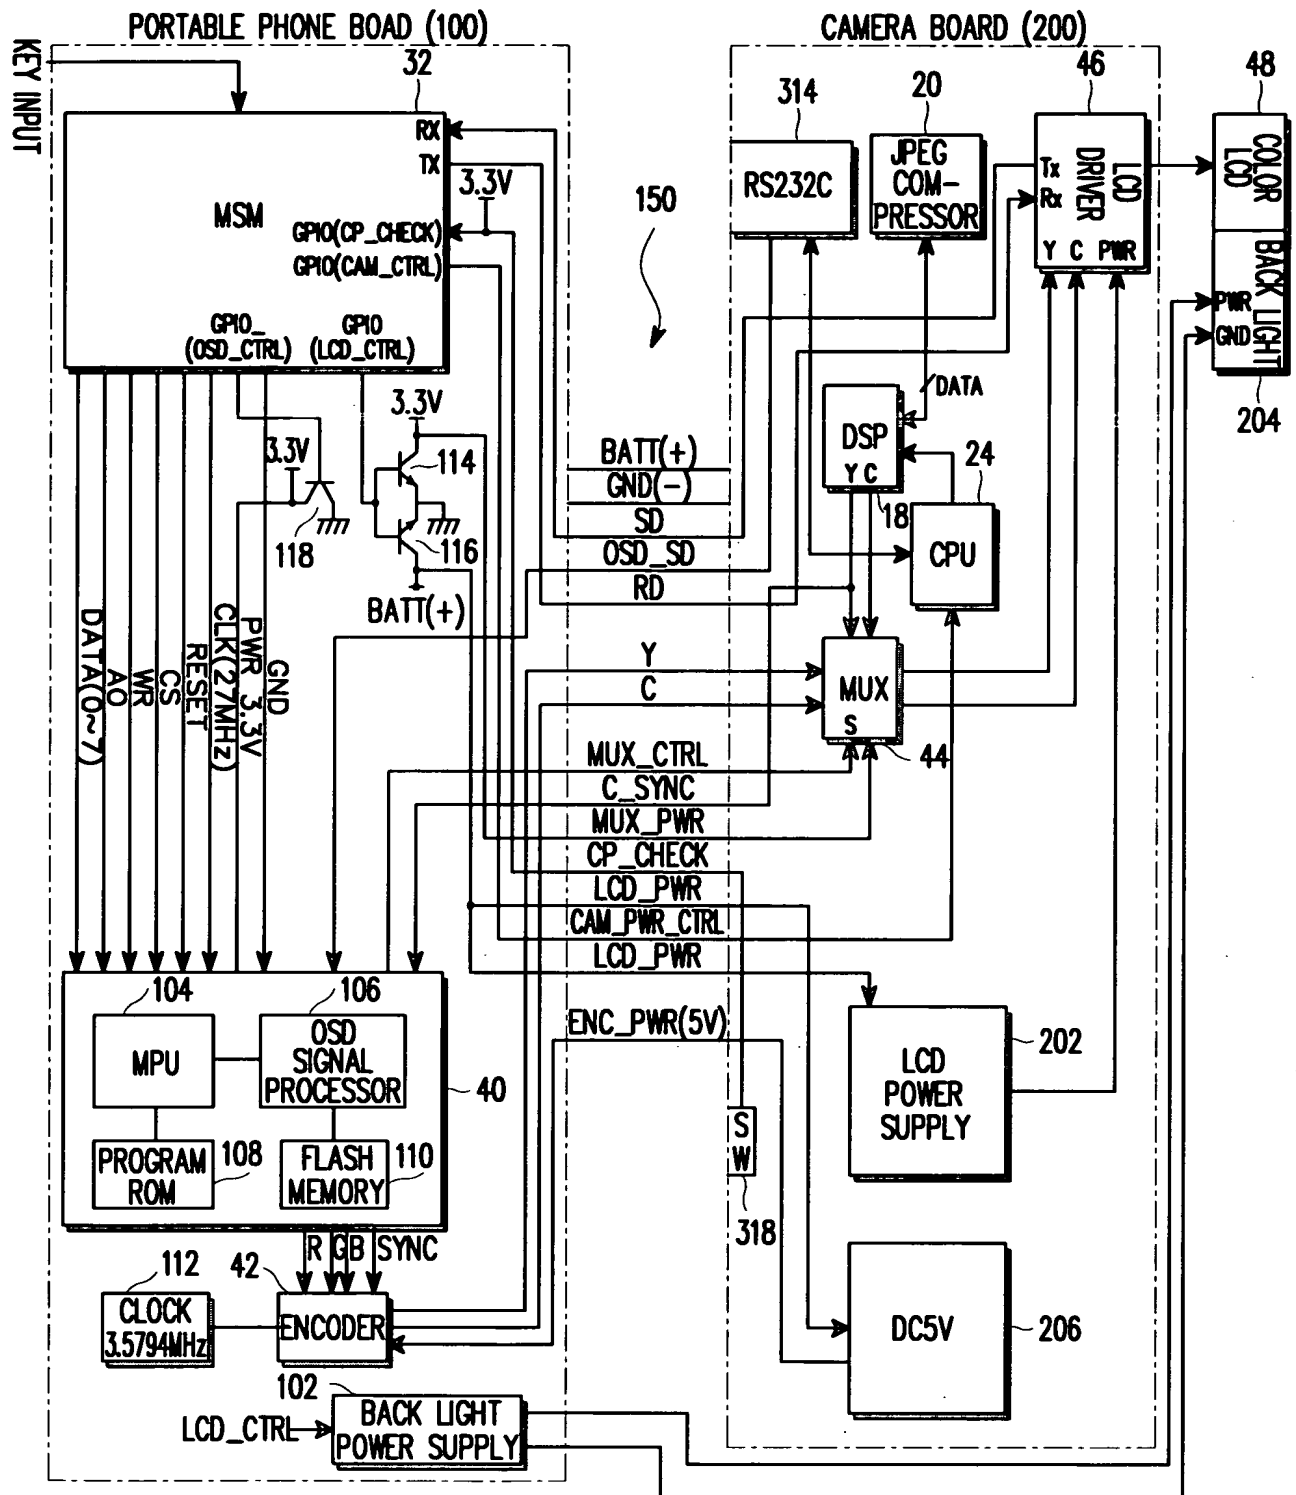 PORTABLE PHONE BOAD (100)
CAMERA BOARD (200)
KEY INPUT
32
MSM
RX
TX
3.3V
GPIO(CP_CHECK)
GPIO(CAM_CTRL)
GPIO_
(OSD_CTRL)
GPIO
(LCD_CTRL)
150
314
RS232C
20
JPEG
COM-
PRESSOR
46
LCD
DRIVER
Tx
Rx
Y C PWR
48
COLOR
LCD
BACK LIGHT
PWR
GND
204
DATA
DSP
Y C
18
24
CPU
3.3V
114
116
BATT(+)
3.3V
118
BATT(+)
GND(-)
SD
OSD_SD
RD
Y
C
MUX
S
44
MUX_CTRL
C_SYNC
MUX_PWR
CP_CHECK
LCD_PWR
CAM_PWR_CTRL
LCD_PWR
ENC_PWR(5V)
DATA(0~7)
AO
WR
CS
RESET
CLK(27MHz)
PWR 3.3V
GND
104
MPU
106
OSD
SIGNAL
PROCESSOR
40
PROGRAM
ROM
108
FLASH
MEMORY
110
R G B SYNC
112
CLOCK
3.5794MHz
42
ENCODER
102
LCD_CTRL
BACK LIGHT
POWER SUPPLY
S
W
318
LCD
POWER
SUPPLY
202
DC5V
206